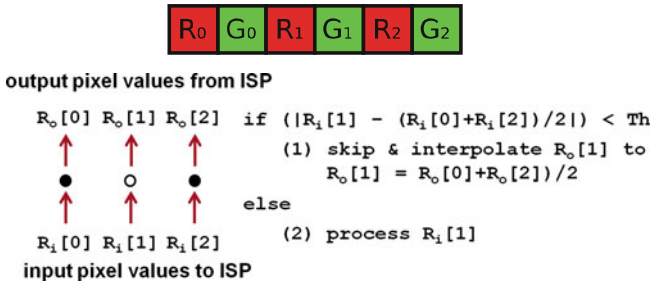 R0 G0 R1 G1 R2 G2
output pixel values from ISP
Ro[0] Ro[1] Ro[2] if (|Ri[1] - (Ri[0]+Ri[2])/2|) < Th
(1) skip & interpolate Ro[1] to
Ro[1] = Ro[0]+Ro[2])/2
else
Ri[0] Ri[1] Ri[2] (2) process Ri[1]
input pixel values to ISP